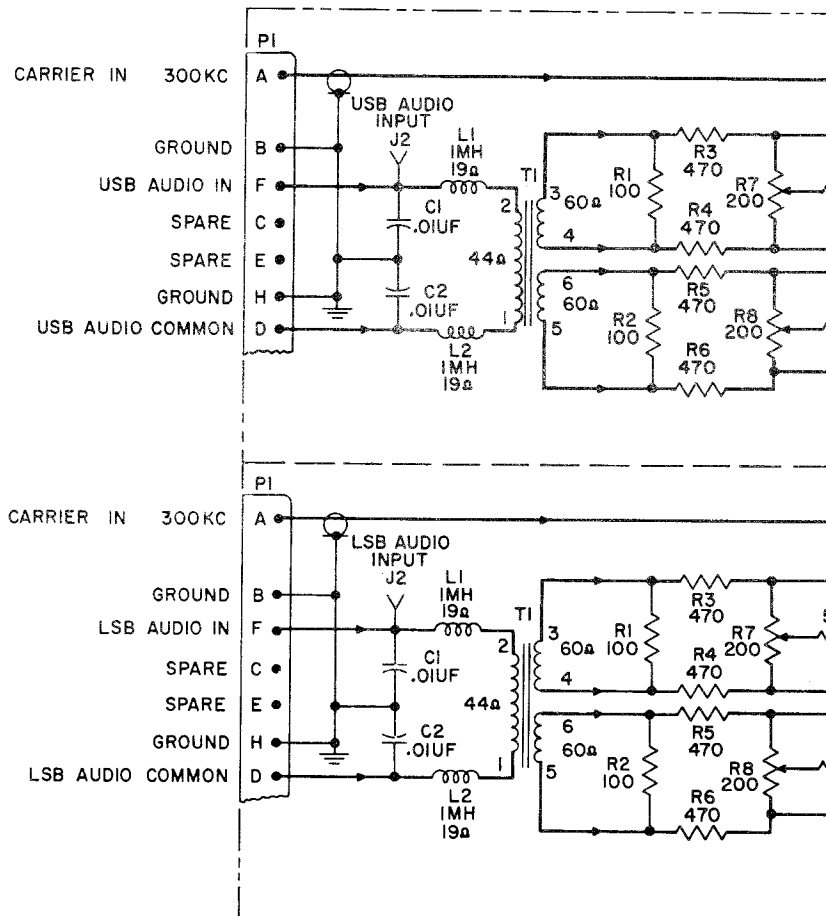 P1
CARRIER IN 300KC A
USB AUDIO
INPUT
J2
GROUND B
USB AUDIO IN F
SPARE C
SPARE E
GROUND H
USB AUDIO COMMON D
C1
.01UF
C2
.01UF
L1
1MH
19Ω
L2
1MH
19Ω
T1
2
44Ω
1
3
60Ω
4
6
60Ω
5
R1
100
R3
470
R4
470
R7
200
R5
470
R2
100
R6
470
R8
200
P1
CARRIER IN 300KC A
LSB AUDIO
INPUT
J2
GROUND B
LSB AUDIO IN F
SPARE C
SPARE E
GROUND H
LSB AUDIO COMMON D
C1
.01UF
C2
.01UF
L1
1MH
19Ω
L2
1MH
19Ω
T1
2
44Ω
1
3
60Ω
4
6
60Ω
5
R1
100
R3
470
R4
470
R7
200
R5
470
R2
100
R6
470
R8
200